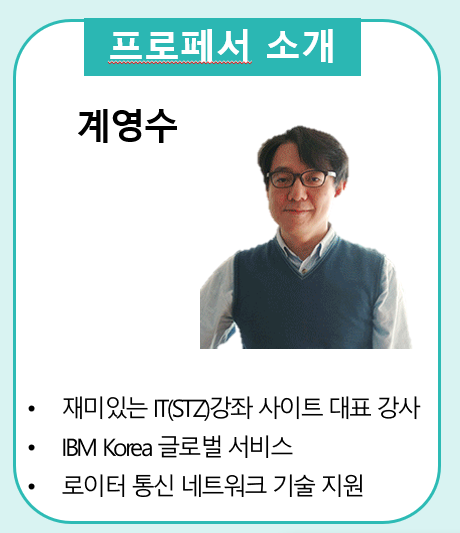 프로페서 소개
계영수
• 재미있는 IT(STZ)강좌 사이트 대표 강사
• IBM Korea 글로벌 서비스
• 로이터 통신 네트워크 기술 지원